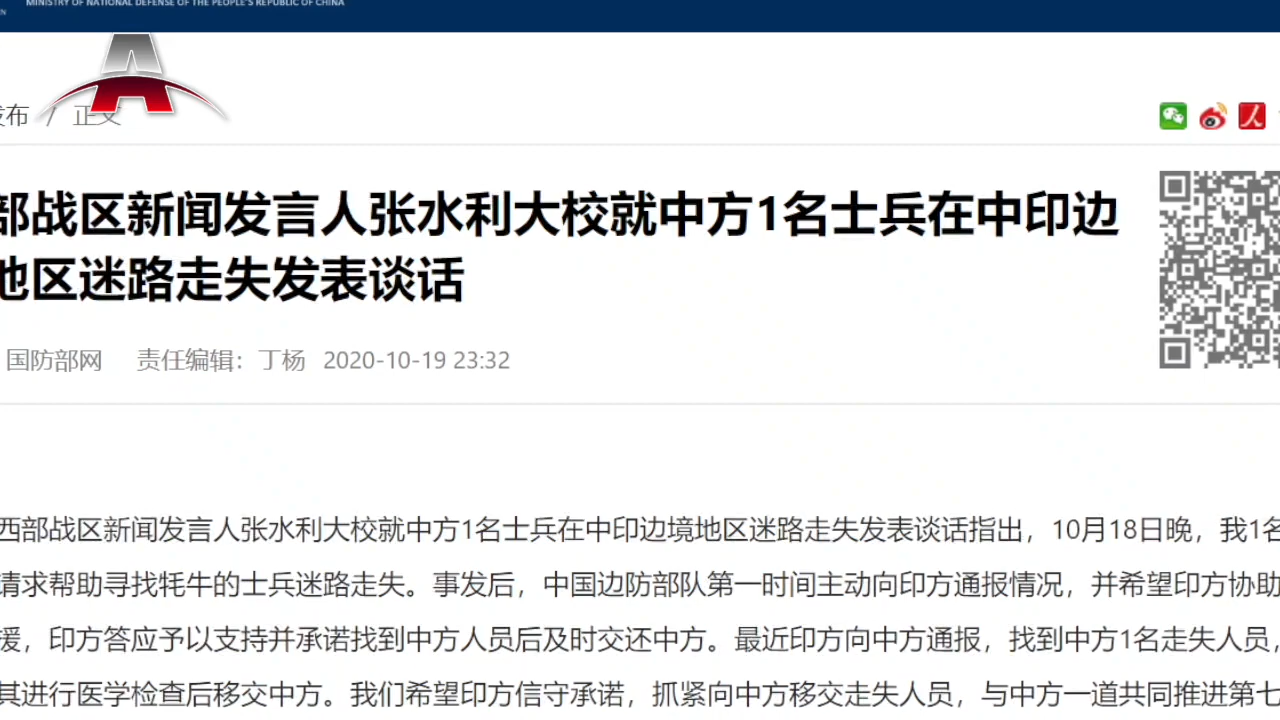 MINISTRY OF NATIONAL DEFENSE OF THE PEOPLE'S REPUBLIC OF CHINA
发布 / 正文
部战区新闻发言人张水利大校就中方1名士兵在中印边
地区迷路走失发表谈话
国防部网 责任编辑：丁杨 2020-10-19 23:32
西部战区新闻发言人张水利大校就中方1名士兵在中印边境地区迷路走失发表谈话指出，10月18日晚，我1名
请求帮助寻找牦牛的士兵迷路走失。事发后，中国边防部队第一时间主动向印方通报情况，并希望印方协助
援，印方答应予以支持并承诺找到中方人员后及时交还中方。最近印方向中方通报，找到中方1名走失人员，
其进行医学检查后移交中方。我们希望印方信守承诺，抓紧向中方移交走失人员，与中方一道共同推进第七